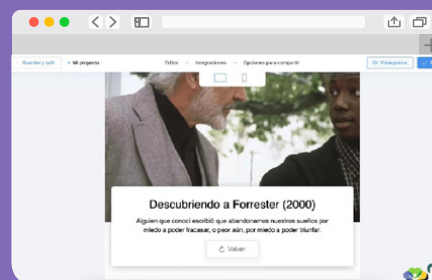 Guardar y salir
Mi proyecto
Editor
Integraciones
Opciones para compartir
Vista previa
Descubriendo a Forrester (2000)
Alguien que conocí escribió que abandonamos nuestros sueños por
miedo a poder fracasar, o peor aún, por miedo a poder triunfar.
Volver